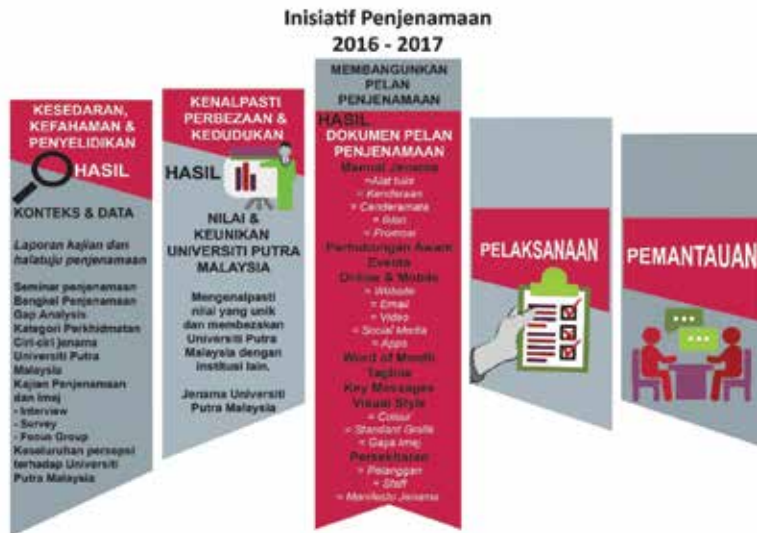 Inisiatif Penjenamaan
2016 - 2017
KESEDARAN,
KEFAHAMAN &
PENYELIDIKAN
HASIL
KONTEKS & DATA
Laporan kajian dan
halatuju penjenamaan
Seminar penjenamaan
Bengkel Penjenamaan
Gap Analysis
Kategori Perkhidmatan
Ciri-ciri jenama
Universiti Putra
Malaysia
Kajian Penjenamaan
dan Imej
- Interview
- Survey
- Focus Group
Keseluruhan persepsi
terhadap Universiti
Putra Malaysia
KENALPASTI
PERBEZAAN &
KEDUDUKAN
HASIL
NILAI &
KEUNIKAN
UNIVERSITI PUTRA
MALAYSIA
Mengenalpasti
nilai yang unik
dan membezakan
Universiti Putra
Malaysia dengan
institusi lain.
Jenama Universiti
Putra Malaysia
MEMBANGUNKAN
PELAN
PENJENAMAAN
HASIL
DOKUMEN PELAN
PENJENAMAAN
Manual Jenama
=Alat tulis
= Kenderaan
= Cenderamata
= Iklan
= Promosi
Perhubungan Awam
Events
Online & Mobile
= Website
= Email
= Video
= Social Media
= Apps
Word of Mouth
Tagline
Key Messages
Visual Style
= Colour
= Standard Grafik
= Gaya Imej
Persekitaran
= Pelanggan
= Staff
= Manifesto Jenama
PELAKSANAAN
PEMANTAUAN